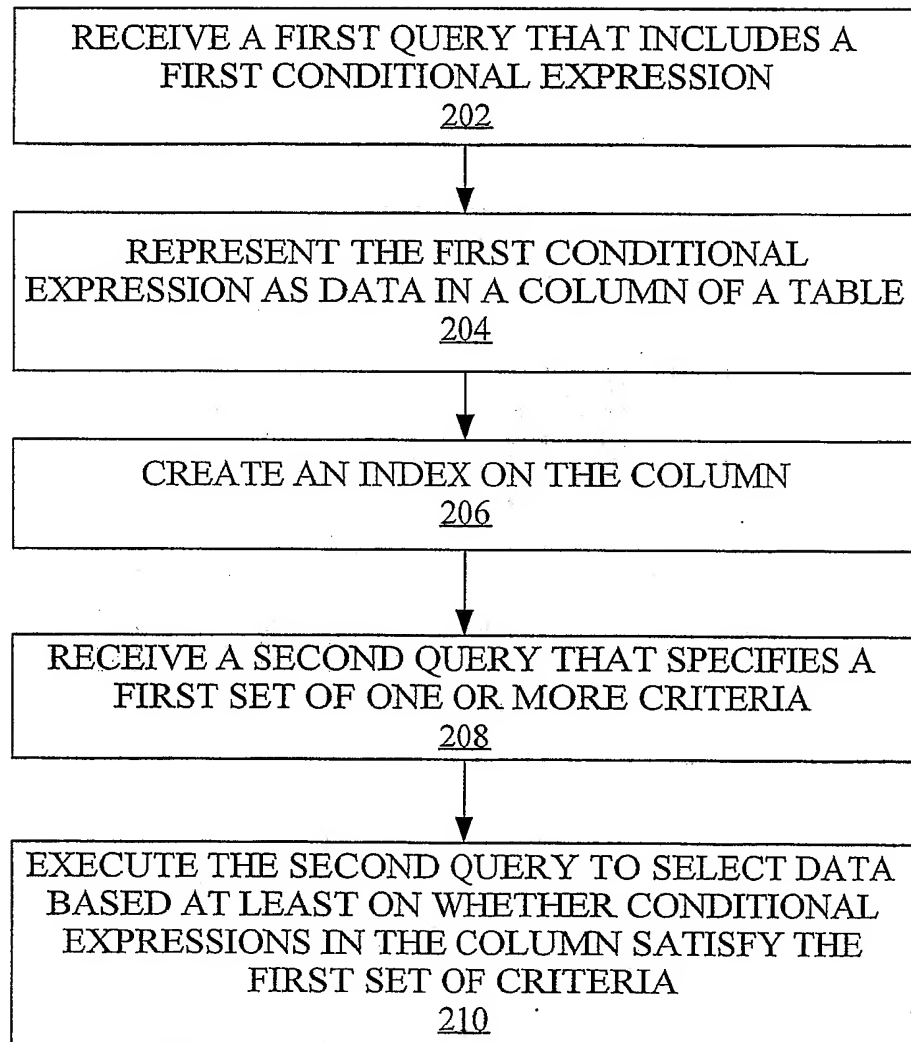 RECEIVE A FIRST QUERY THAT INCLUDES A
FIRST CONDITIONAL EXPRESSION
202
REPRESENT THE FIRST CONDITIONAL
EXPRESSION AS DATA IN A COLUMN OF A TABLE
204
CREATE AN INDEX ON THE COLUMN
206
RECEIVE A SECOND QUERY THAT SPECIFIES A
FIRST SET OF ONE OR MORE CRITERIA
208
EXECUTE THE SECOND QUERY TO SELECT DATA
BASED AT LEAST ON WHETHER CONDITIONAL
EXPRESSIONS IN THE COLUMN SATISFY THE
FIRST SET OF CRITERIA
210